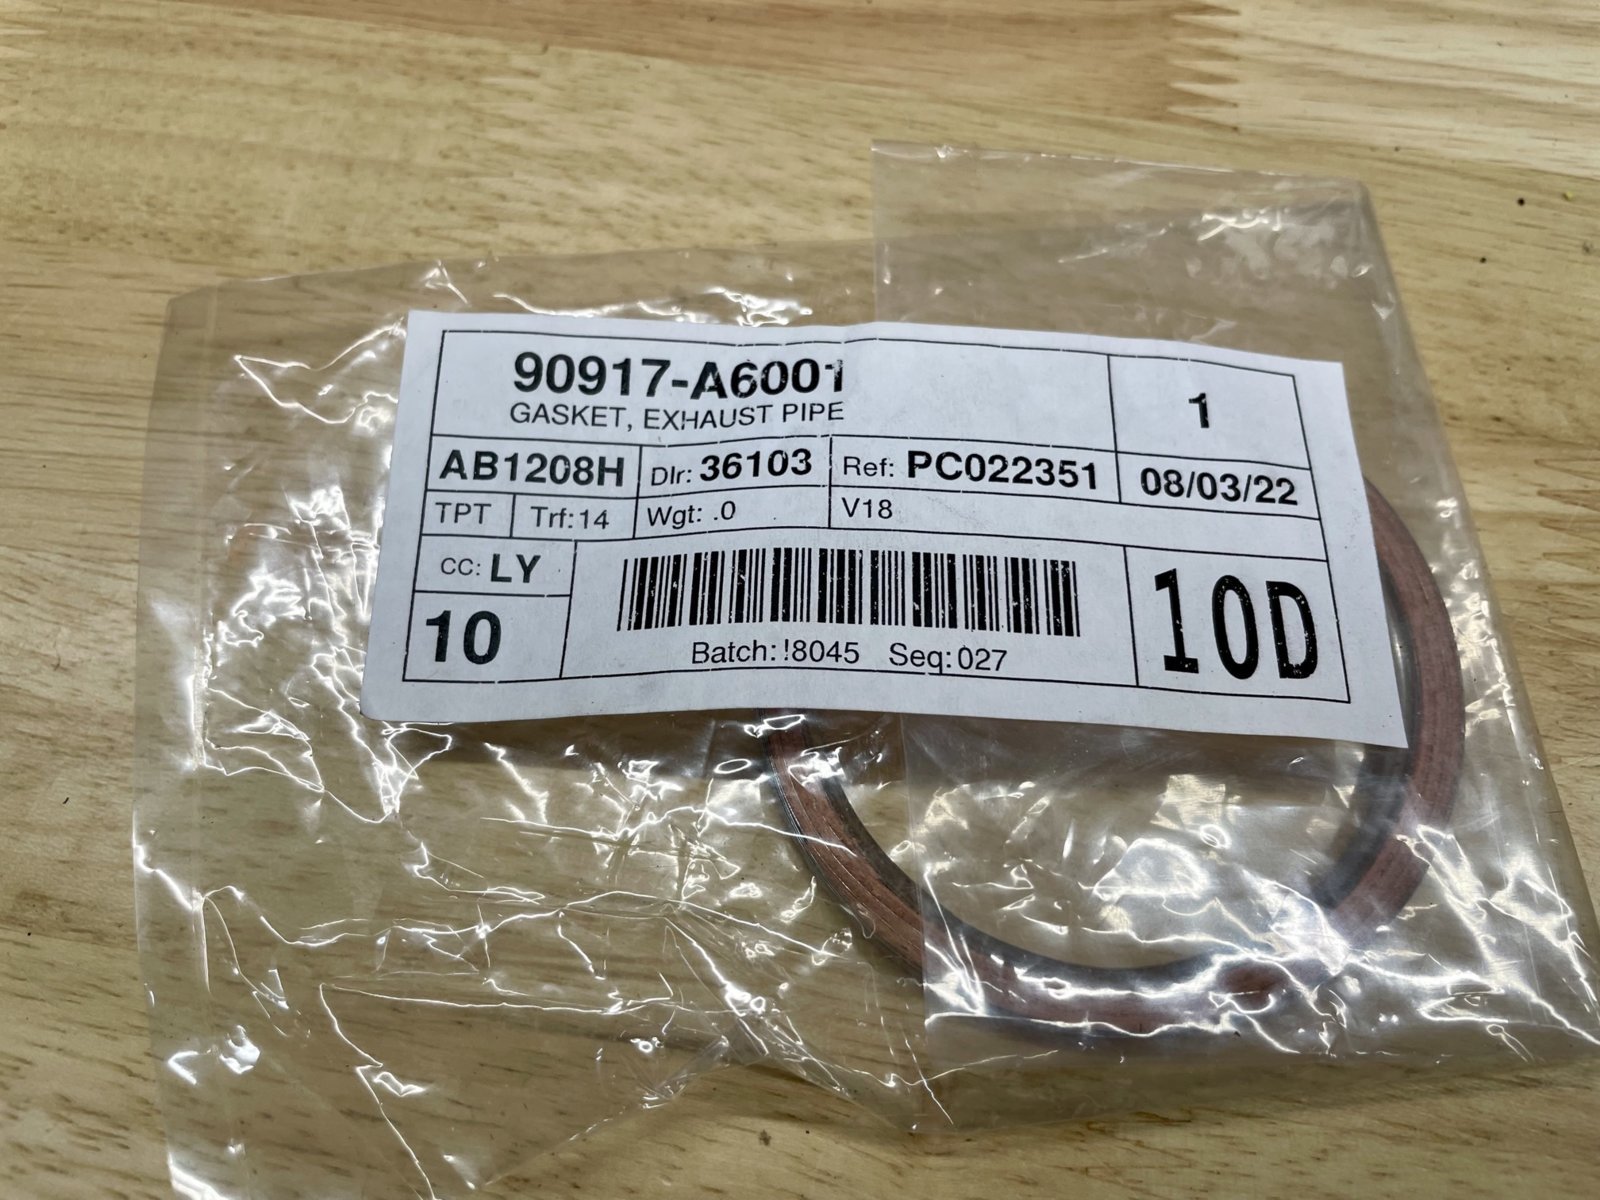 90917-A6001 1
GASKET, EXHAUST PIPE
AB1208H Dlr: 36103 Ref: PC022351 08/03/22
TPT Trf: 14 Wgt: .0 V18
CC: LY
10 10D
Batch: !8045 Seq: 027